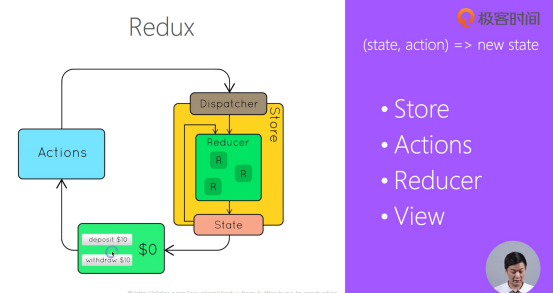 Redux
极客时间
(state, action) => new state
Dispatcher
Store
Reducer
R
R
R
State
Actions
deposit $10
withdraw $10
$0
• Store
• Actions
• Reducer
• View